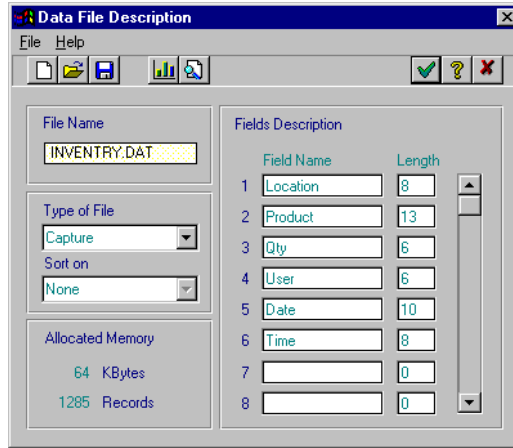 Data File Description
File Help
File Name
INVENTRY.DAT
Type of File
Capture
Sort on
None
Allocated Memory
64 KBytes
1285 Records
Fields Description
Field Name Length
1 Location 8
2 Product 13
3 Qty 6
4 User 6
5 Date 10
6 Time 8
7 0
8 0